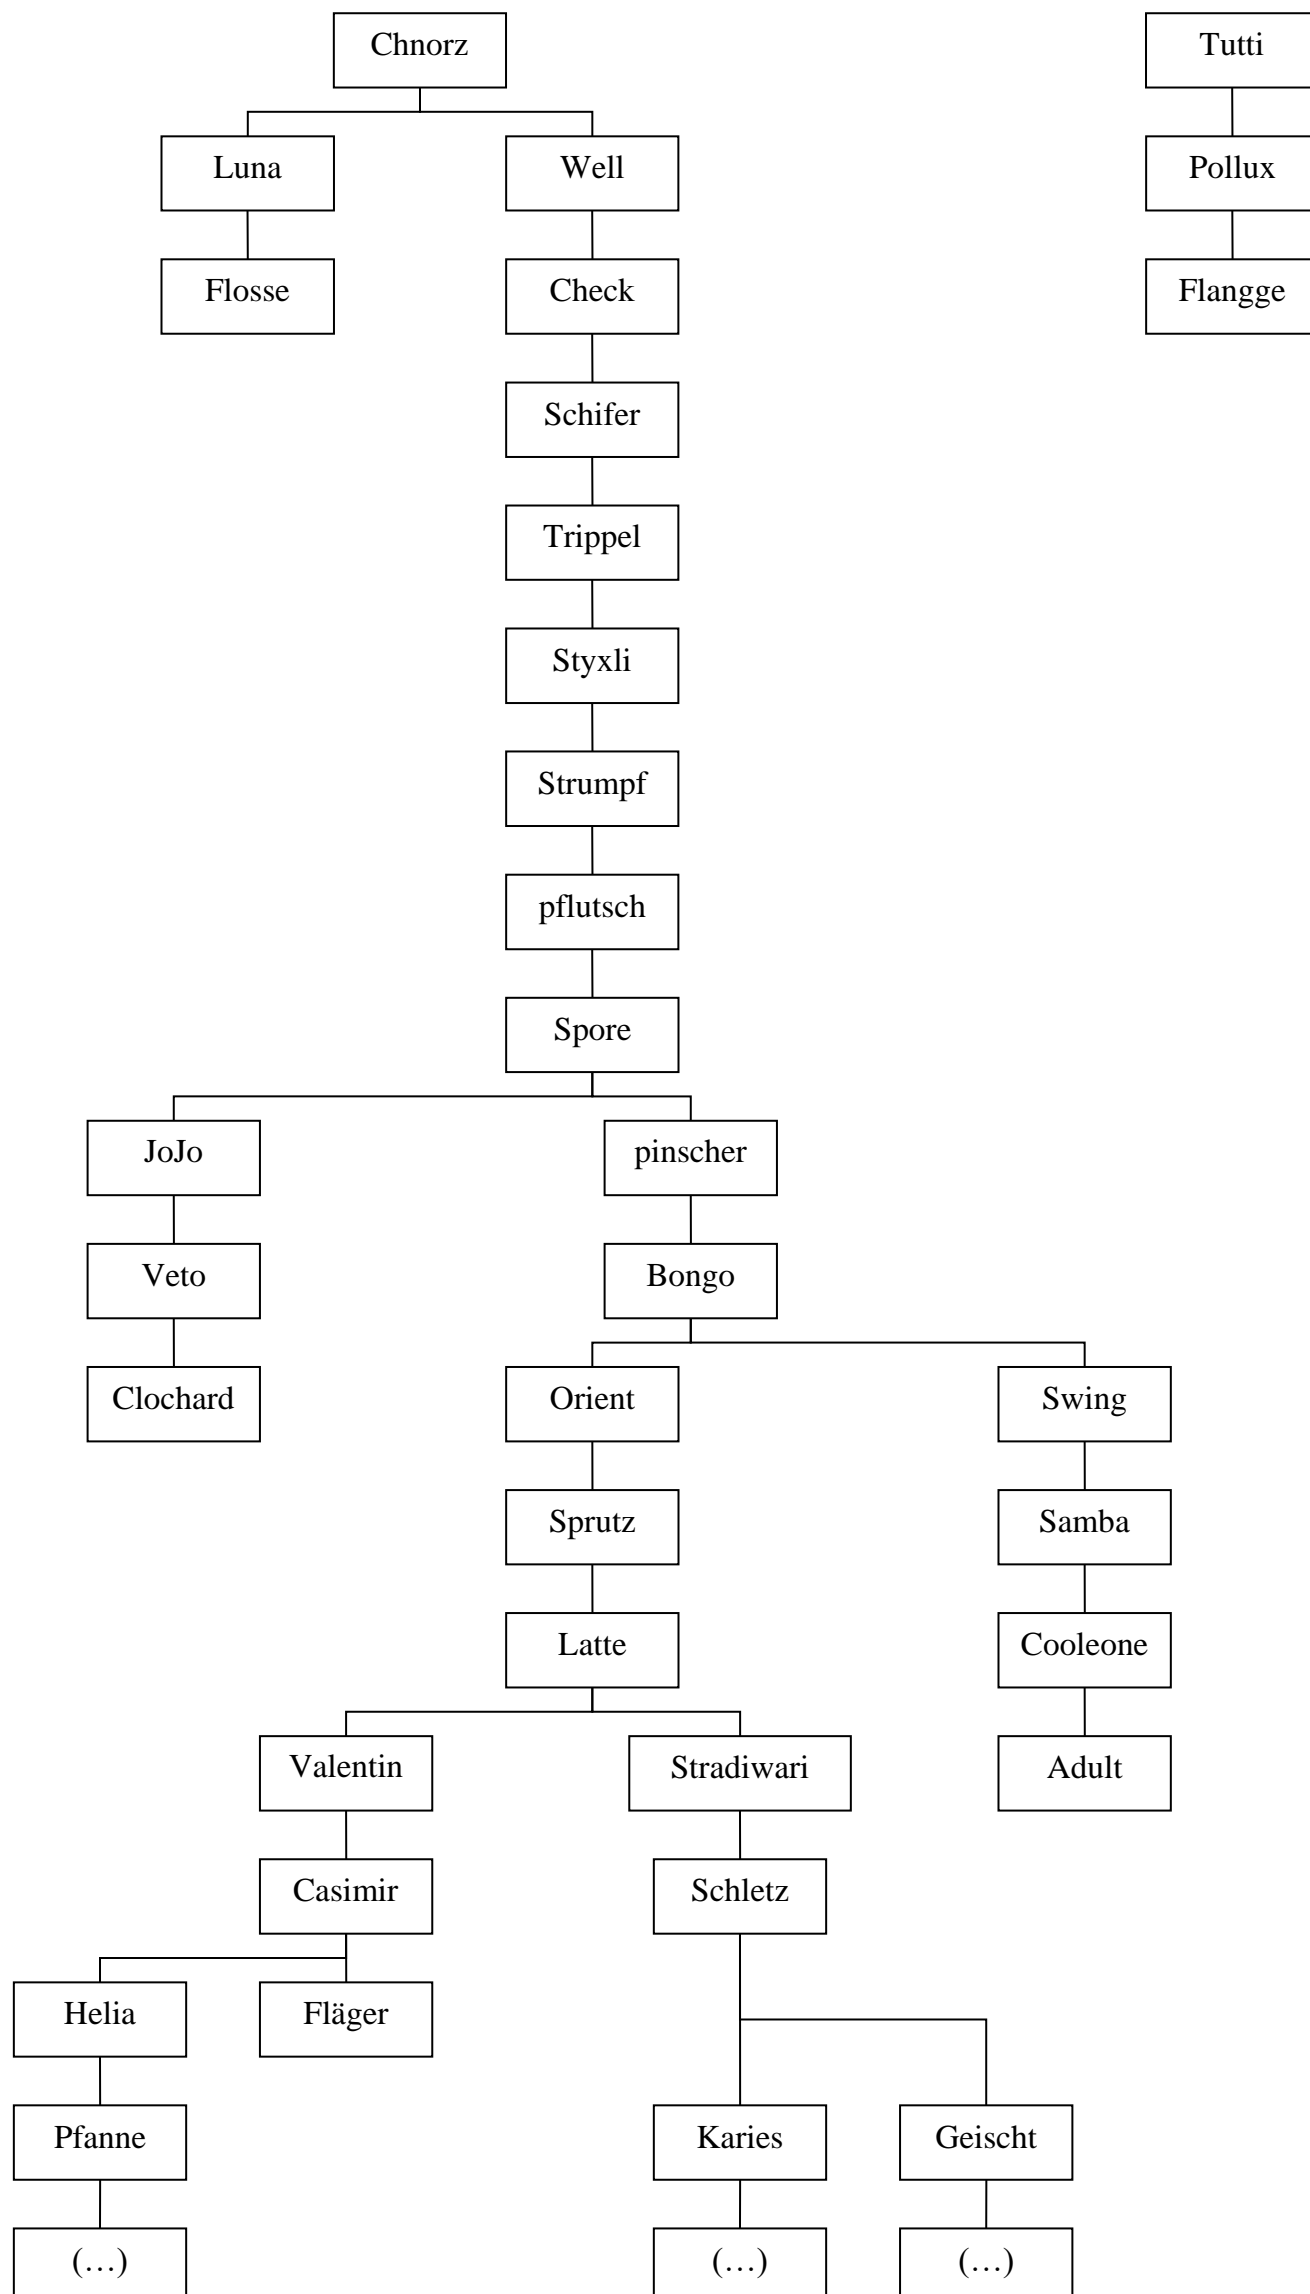 Chnorz
Tutti
Luna
Well
Pollux
Flosse
Check
Flangge
Schifer
Trippel
Styxli
Strumpf
pflutsch
Spore
JoJo
pinscher
Veto
Bongo
Clochard
Orient
Swing
Sprutz
Samba
Latte
Cooleone
Valentin
Stradiwari
Adult
Casimir
Schletz
Helia
Fläger
Pfanne
Karies
Geischt
(…)
(…)
(…)